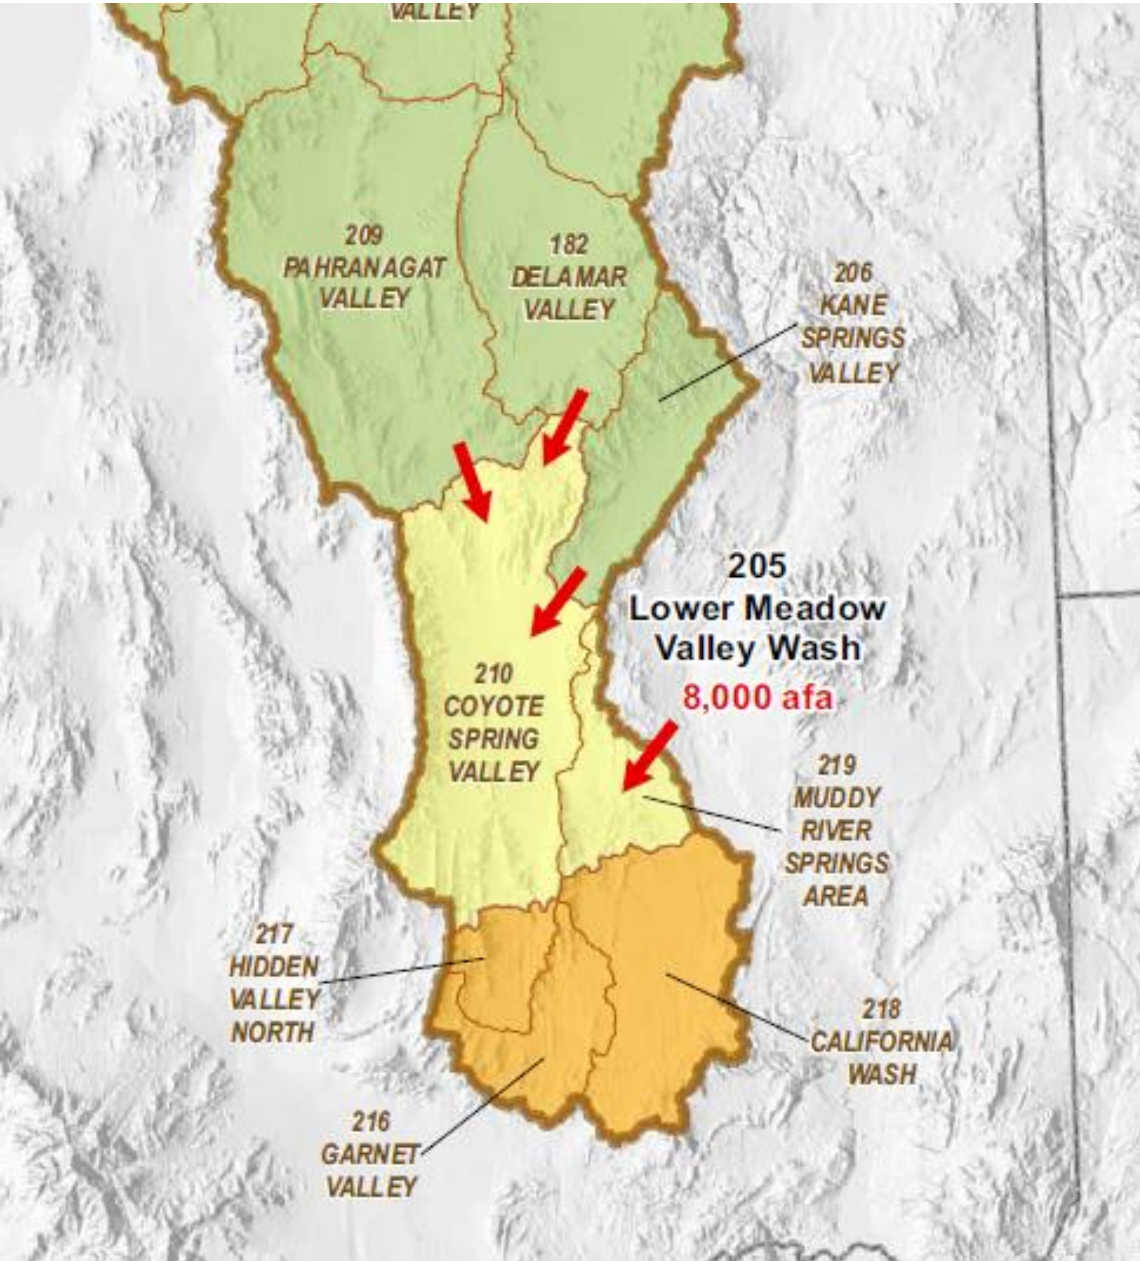 VALLEY
209
PAHRANAGAT
VALLEY
182
DELAMAR
VALLEY
206
KANE
SPRINGS
VALLEY
205
Lower Meadow
Valley Wash
8,000 afa
210
COYOTE
SPRING
VALLEY
219
MUDDY
RIVER
SPRINGS
AREA
217
HIDDEN
VALLEY
NORTH
218
CALIFORNIA
WASH
216
GARNET
VALLEY